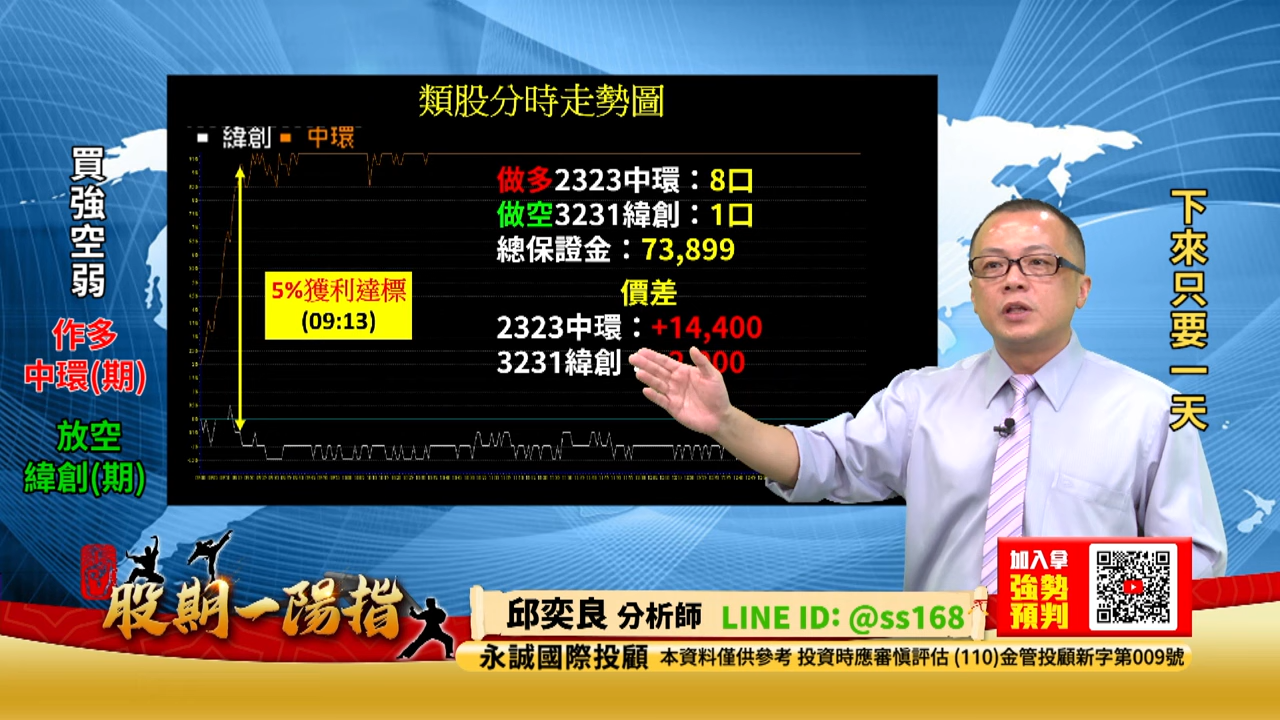 類股分時走勢圖
緯創 中環
做多2323中環：8口
做空3231緯創：1口
總保證金：73,899
價差
2323中環：+14,400
3231緯創
00
5%獲利達標
(09:13)
買強空弱
作多
中環(期)
放空
緯創(期)
下來只要一天
股期一陽指
邱奕良 分析師 LINE ID: @ss168
永誠國際投顧 本資料僅供參考 投資時應審慎評估 (110)金管投顧新字第009號
加入拿
強勢
預判